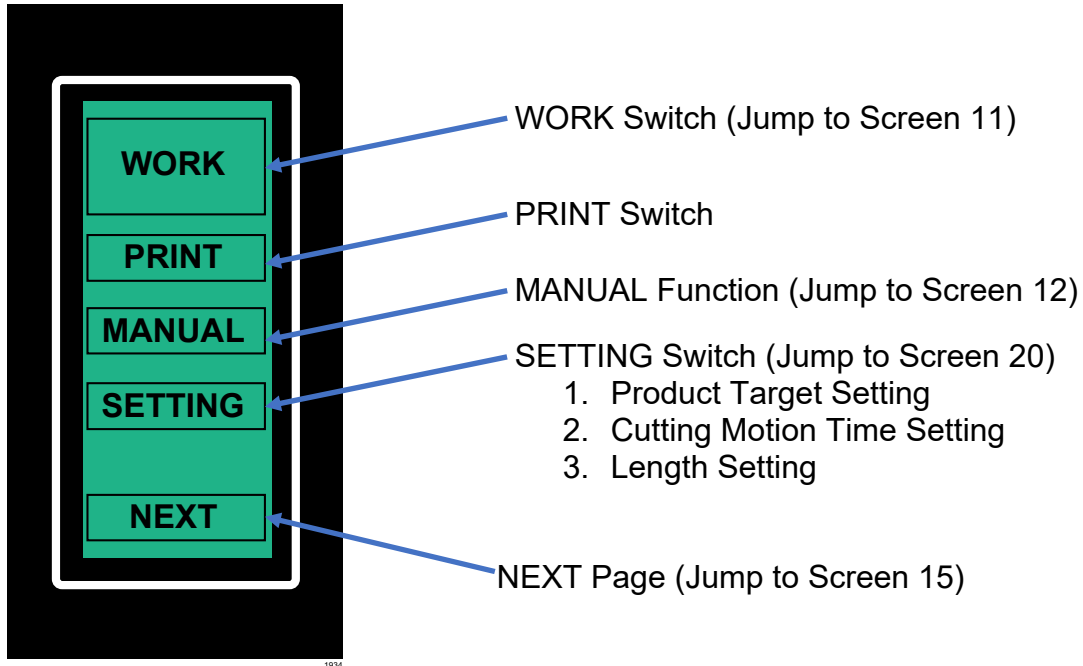 WORK
PRINT
MANUAL
SETTING
NEXT
WORK Switch (Jump to Screen 11)
PRINT Switch
MANUAL Function (Jump to Screen 12)
SETTING Switch (Jump to Screen 20)
1. Product Target Setting
2. Cutting Motion Time Setting
3. Length Setting
NEXT Page (Jump to Screen 15)
1934